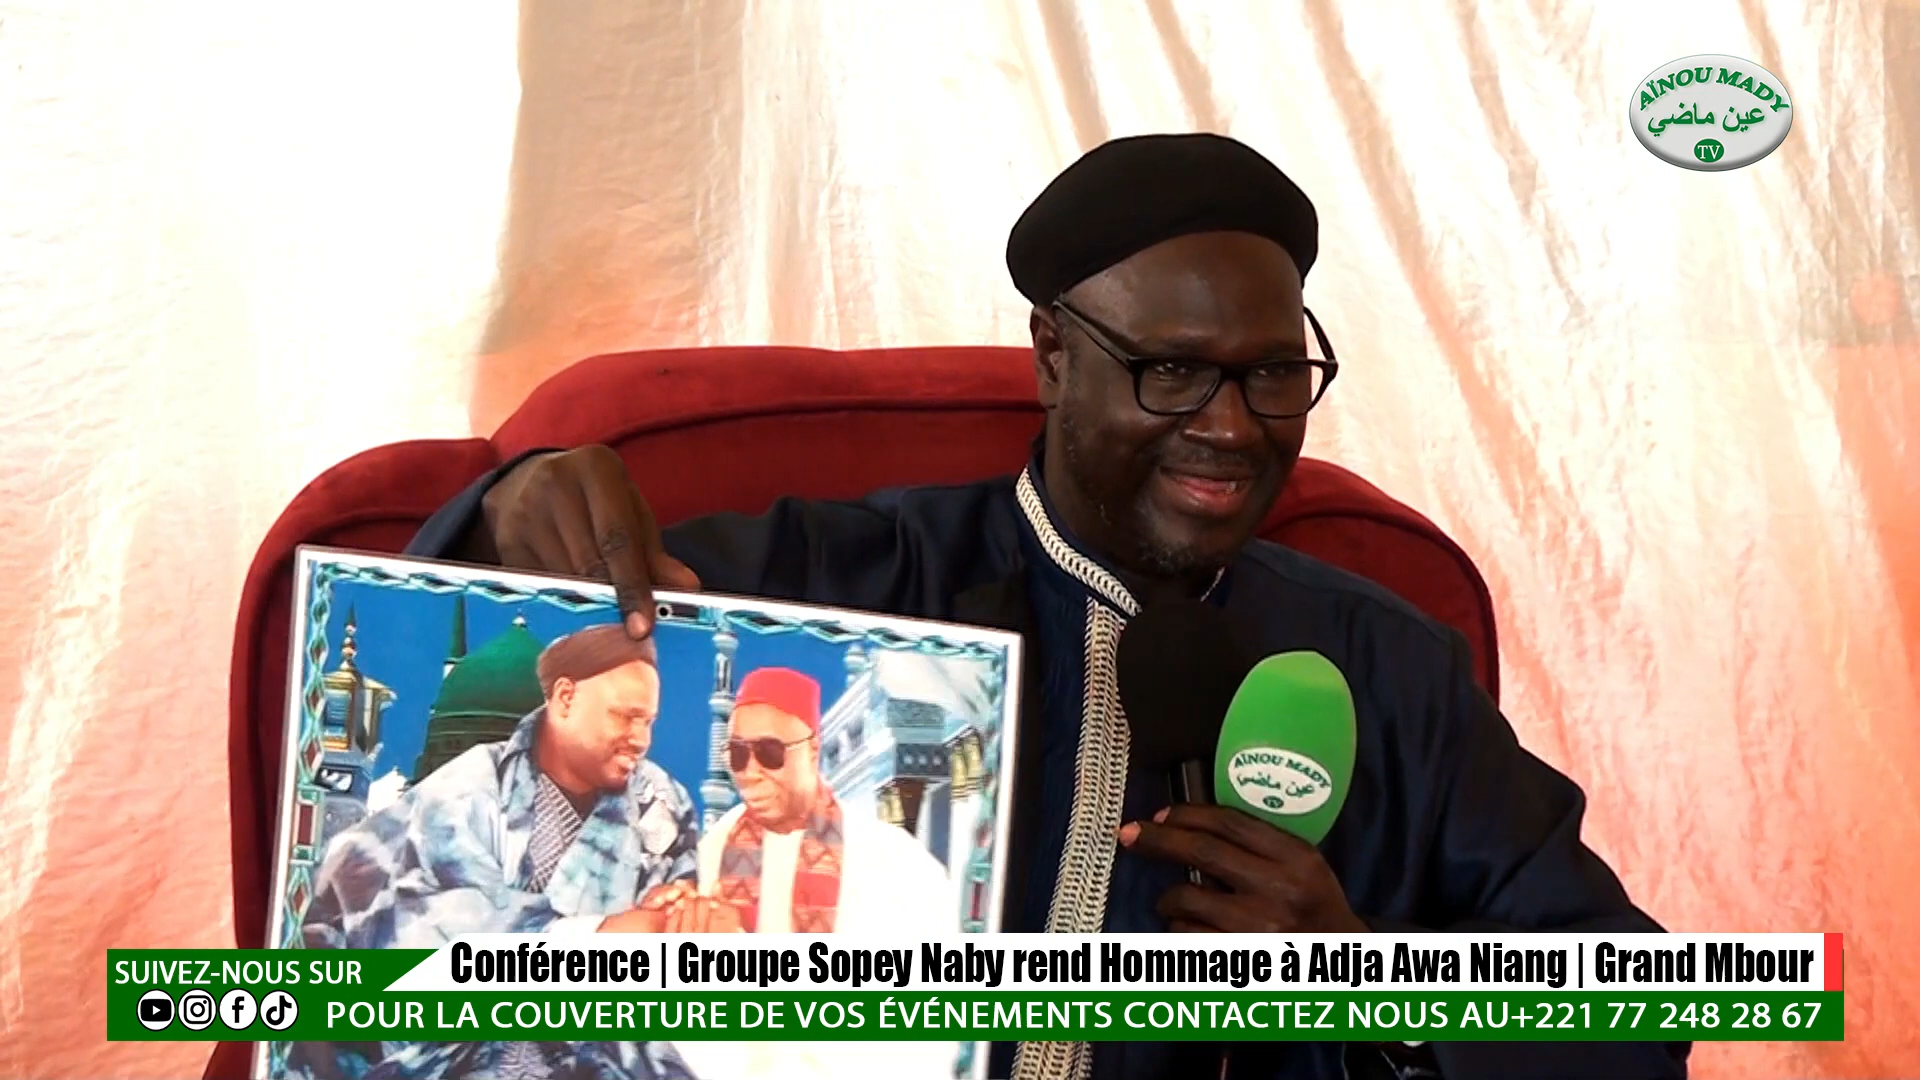 AÏNOU MADY
عين ماضي
TV
AÏNOU MADY
عين ماضي
TV
SUIVEZ-NOUS SUR
Conférence | Groupe Sopey Naby rend Hommage à Adja Awa Niang | Grand Mbour
POUR LA COUVERTURE DE VOS ÉVÉNEMENTS CONTACTEZ NOUS AU+221 77 248 28 67